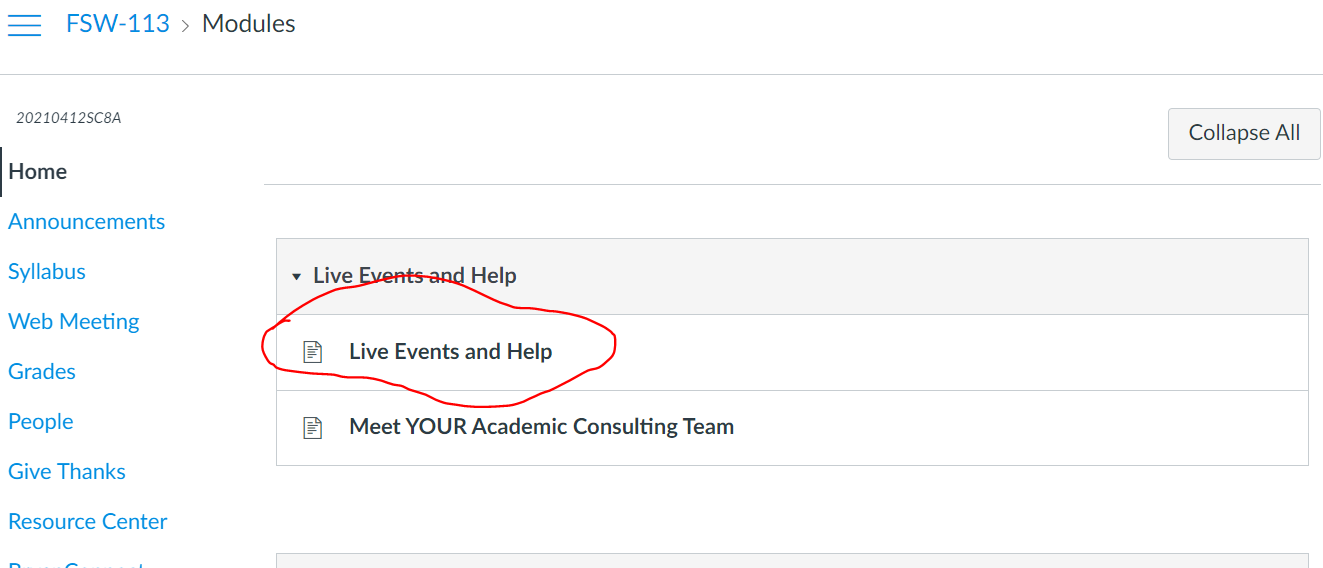 FSW-113 > Modules
20210412SC8A
Collapse All
Home
Announcements
Syllabus
Web Meeting
Grades
People
Give Thanks
Resource Center
Live Events and Help
Live Events and Help
Meet YOUR Academic Consulting Team